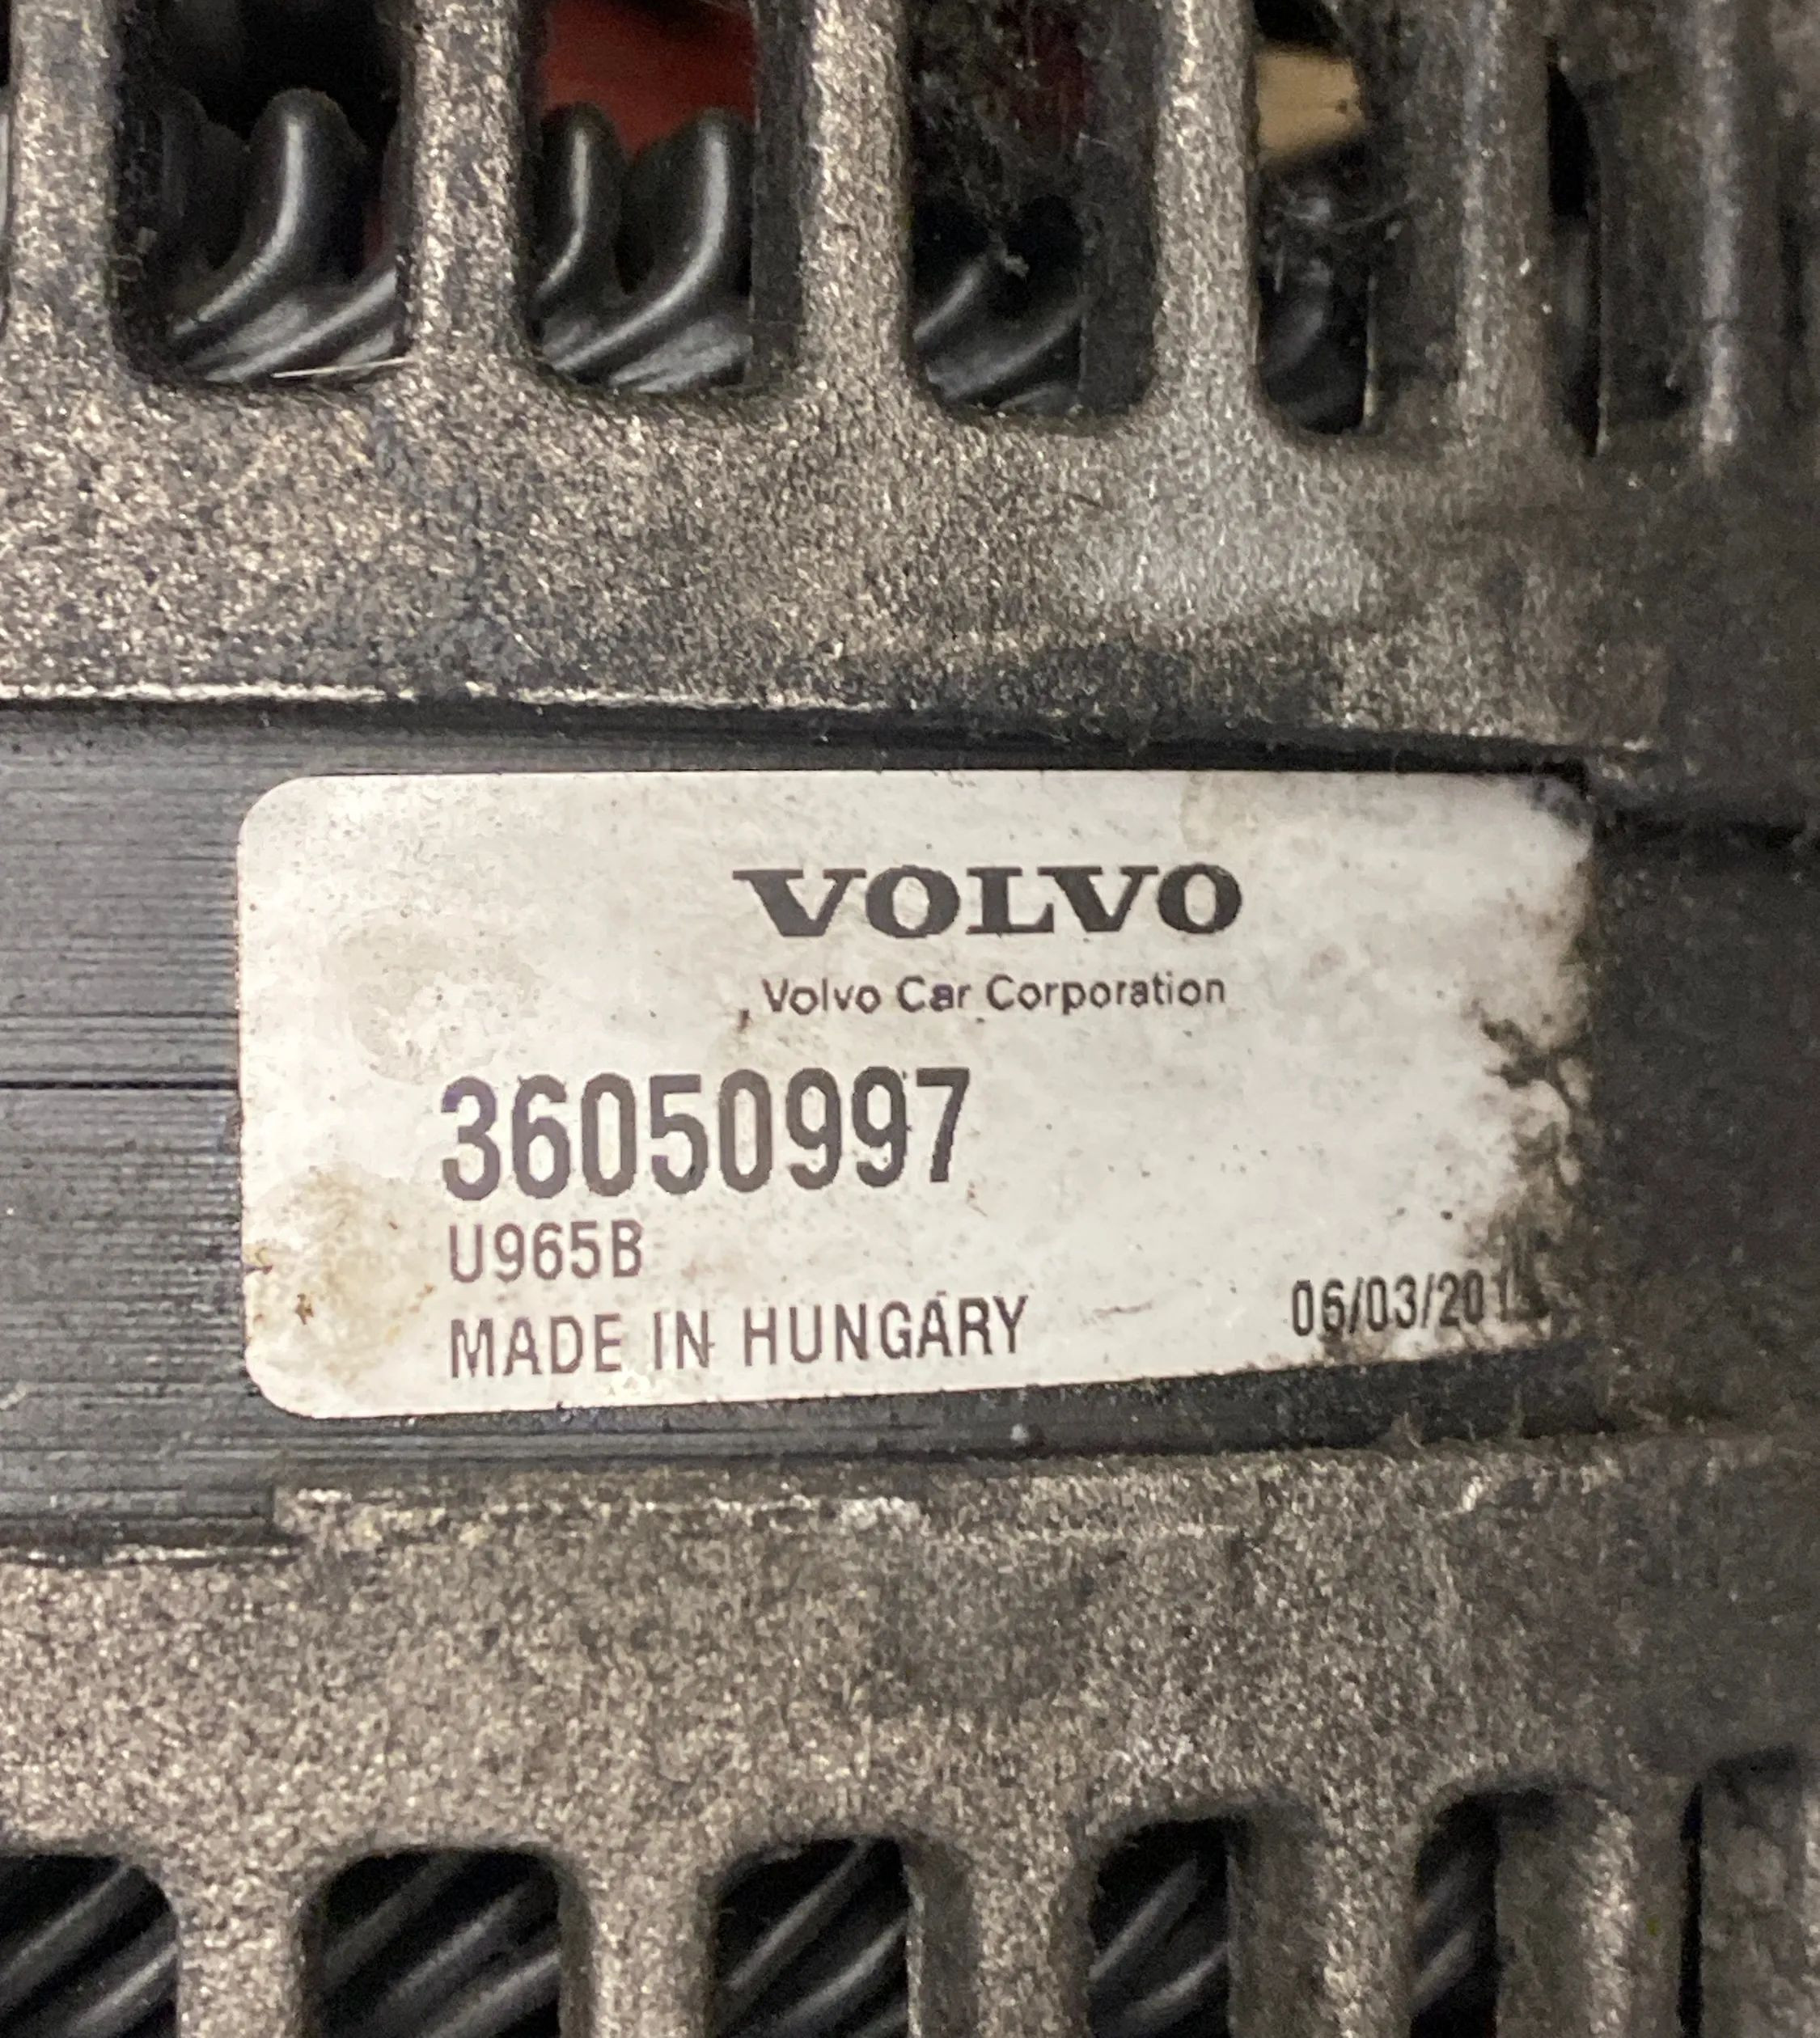 VOLVO
Volvo Car Corporation
36050997
U965B
MADE IN HUNGARY